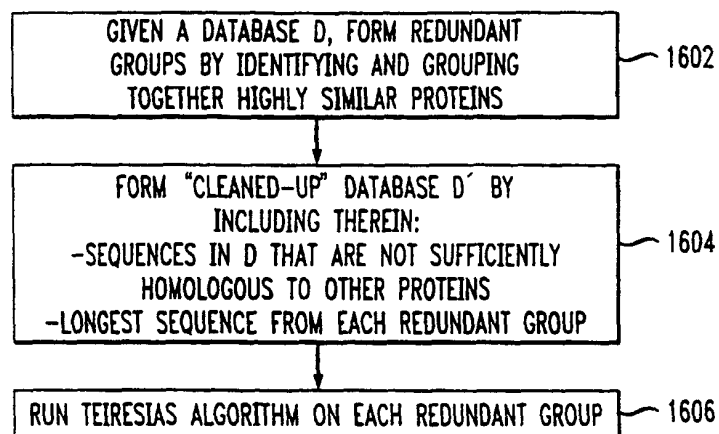 GIVEN A DATABASE D, FORM REDUNDANT
GROUPS BY IDENTIFYING AND GROUPING
TOGETHER HIGHLY SIMILAR PROTEINS
1602
FORM "CLEANED-UP" DATABASE D´ BY
INCLUDING THEREIN:
-SEQUENCES IN D THAT ARE NOT SUFFICIENTLY
HOMOLOGOUS TO OTHER PROTEINS
-LONGEST SEQUENCE FROM EACH REDUNDANT GROUP
1604
RUN TEIRESIAS ALGORITHM ON EACH REDUNDANT GROUP
1606